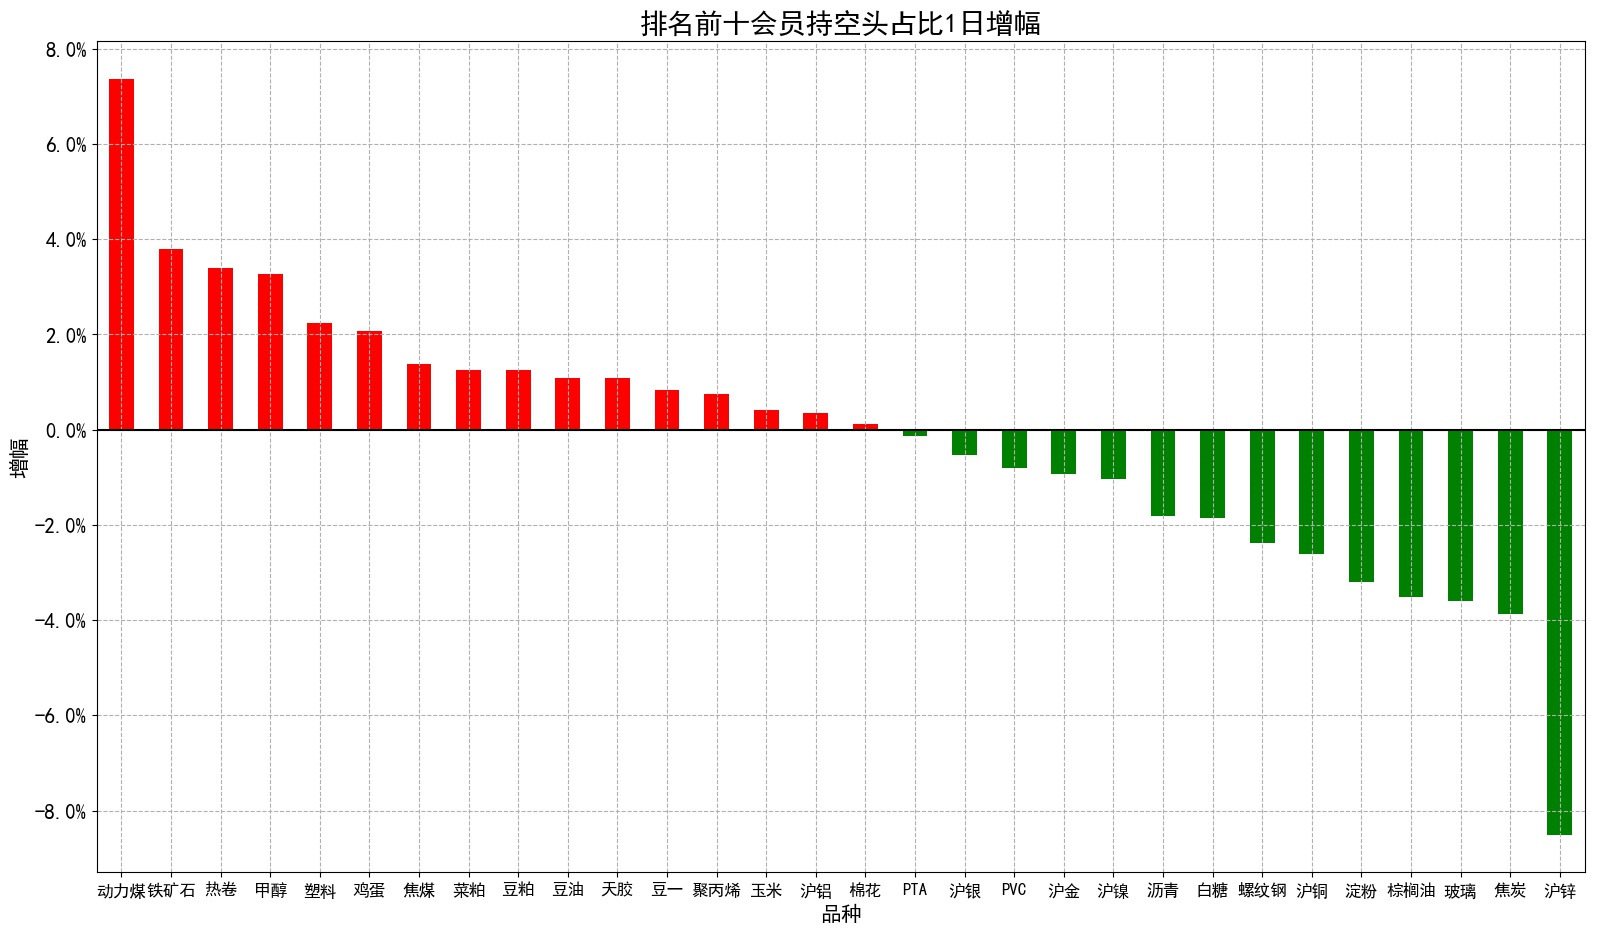 排名前十会员持空头占比1日增幅
8.0%
6.0%
4.0%
2.0%
0.0%
-2.0%
-4.0%
-6.0%
-8.0%
增幅
动力煤 铁矿石 热卷 甲醇 塑料 鸡蛋 焦煤 菜粕 豆粕 豆油 天胶 豆一 聚丙烯 玉米 沪铝 棉花 PTA 沪银 PVC 沪金 沪镍 沥青 白糖 螺纹钢 沪铜 淀粉 棕榈油 玻璃 焦炭 沪锌
品种